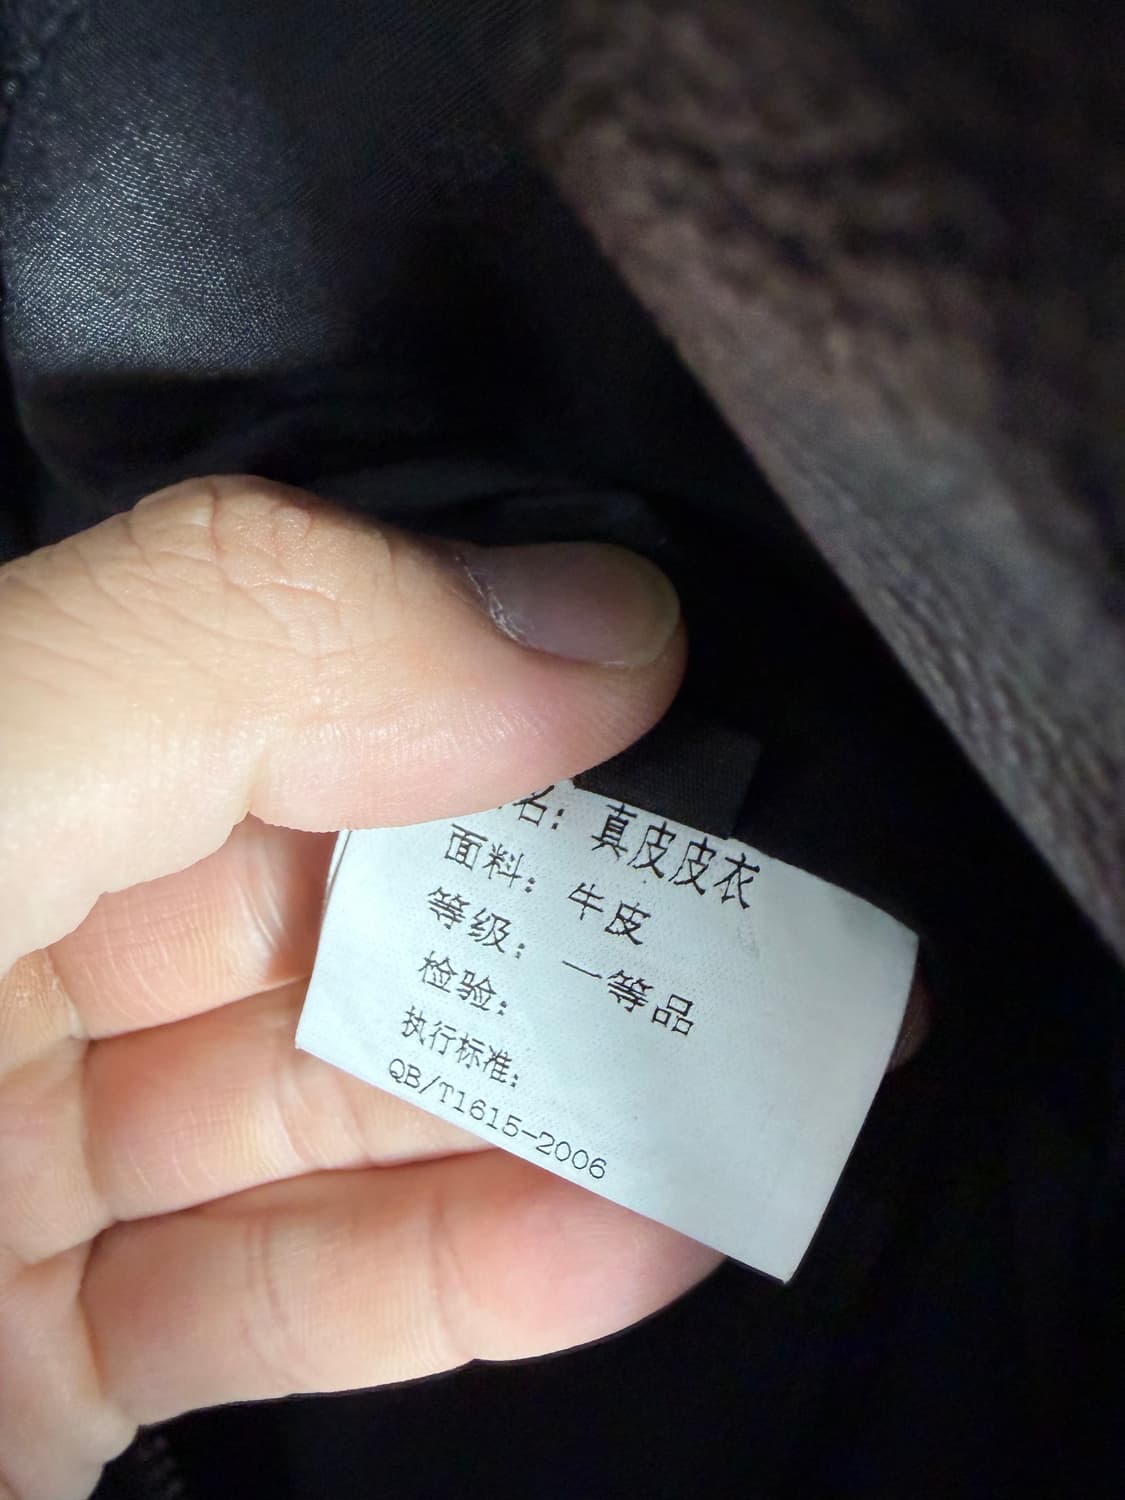 名：真皮皮衣
面料：牛皮
等级：一等品
检验：
执行标准：
QB/T1615-2006